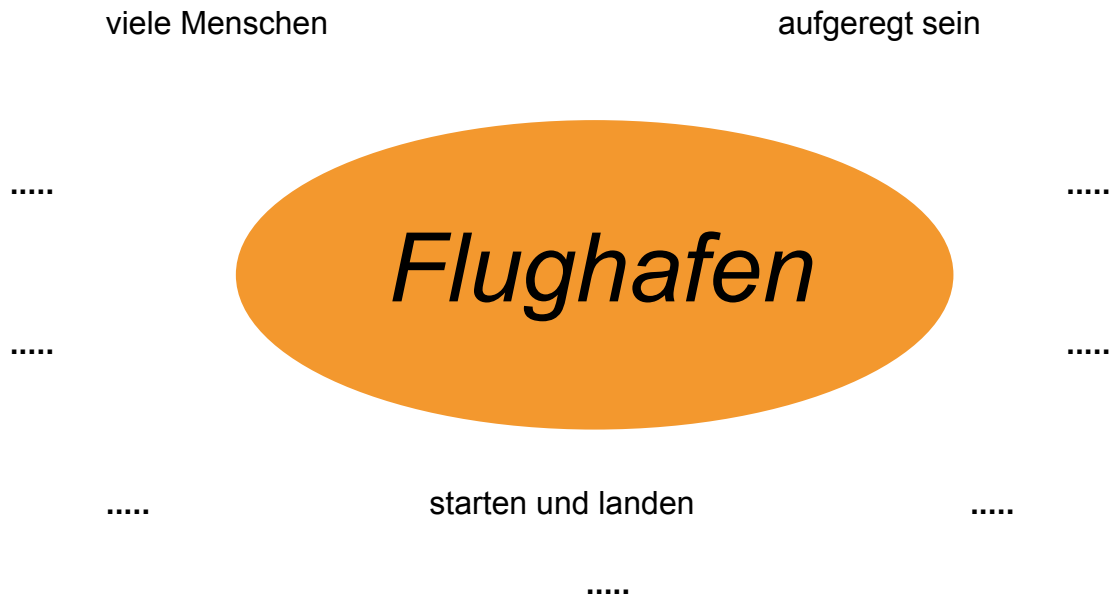 viele Menschen aufgeregt sein
..... .....
Flughafen
..... .....
..... starten und landen .....
.....